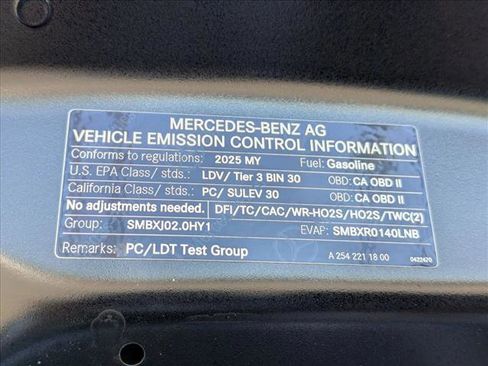 MERCEDES-BENZ AG
VEHICLE EMISSION CONTROL INFORMATION
Conforms to regulations: 2025 MY Fuel: Gasoline
U.S. EPA Class/ stds.: LDV/ Tier 3 BIN 30 OBD: CA OBD II
California Class/ stds.: PC/ SULEV 30 OBD: CA OBD II
No adjustments needed. DFI/TC/CAC/WR-HO2S/HO2S/TWC(2)
Group: SMBXJ02.0HY1 EVAP: SMBXR0140LNB
Remarks: PC/LDT Test Group A 254 221 18 00 0422420